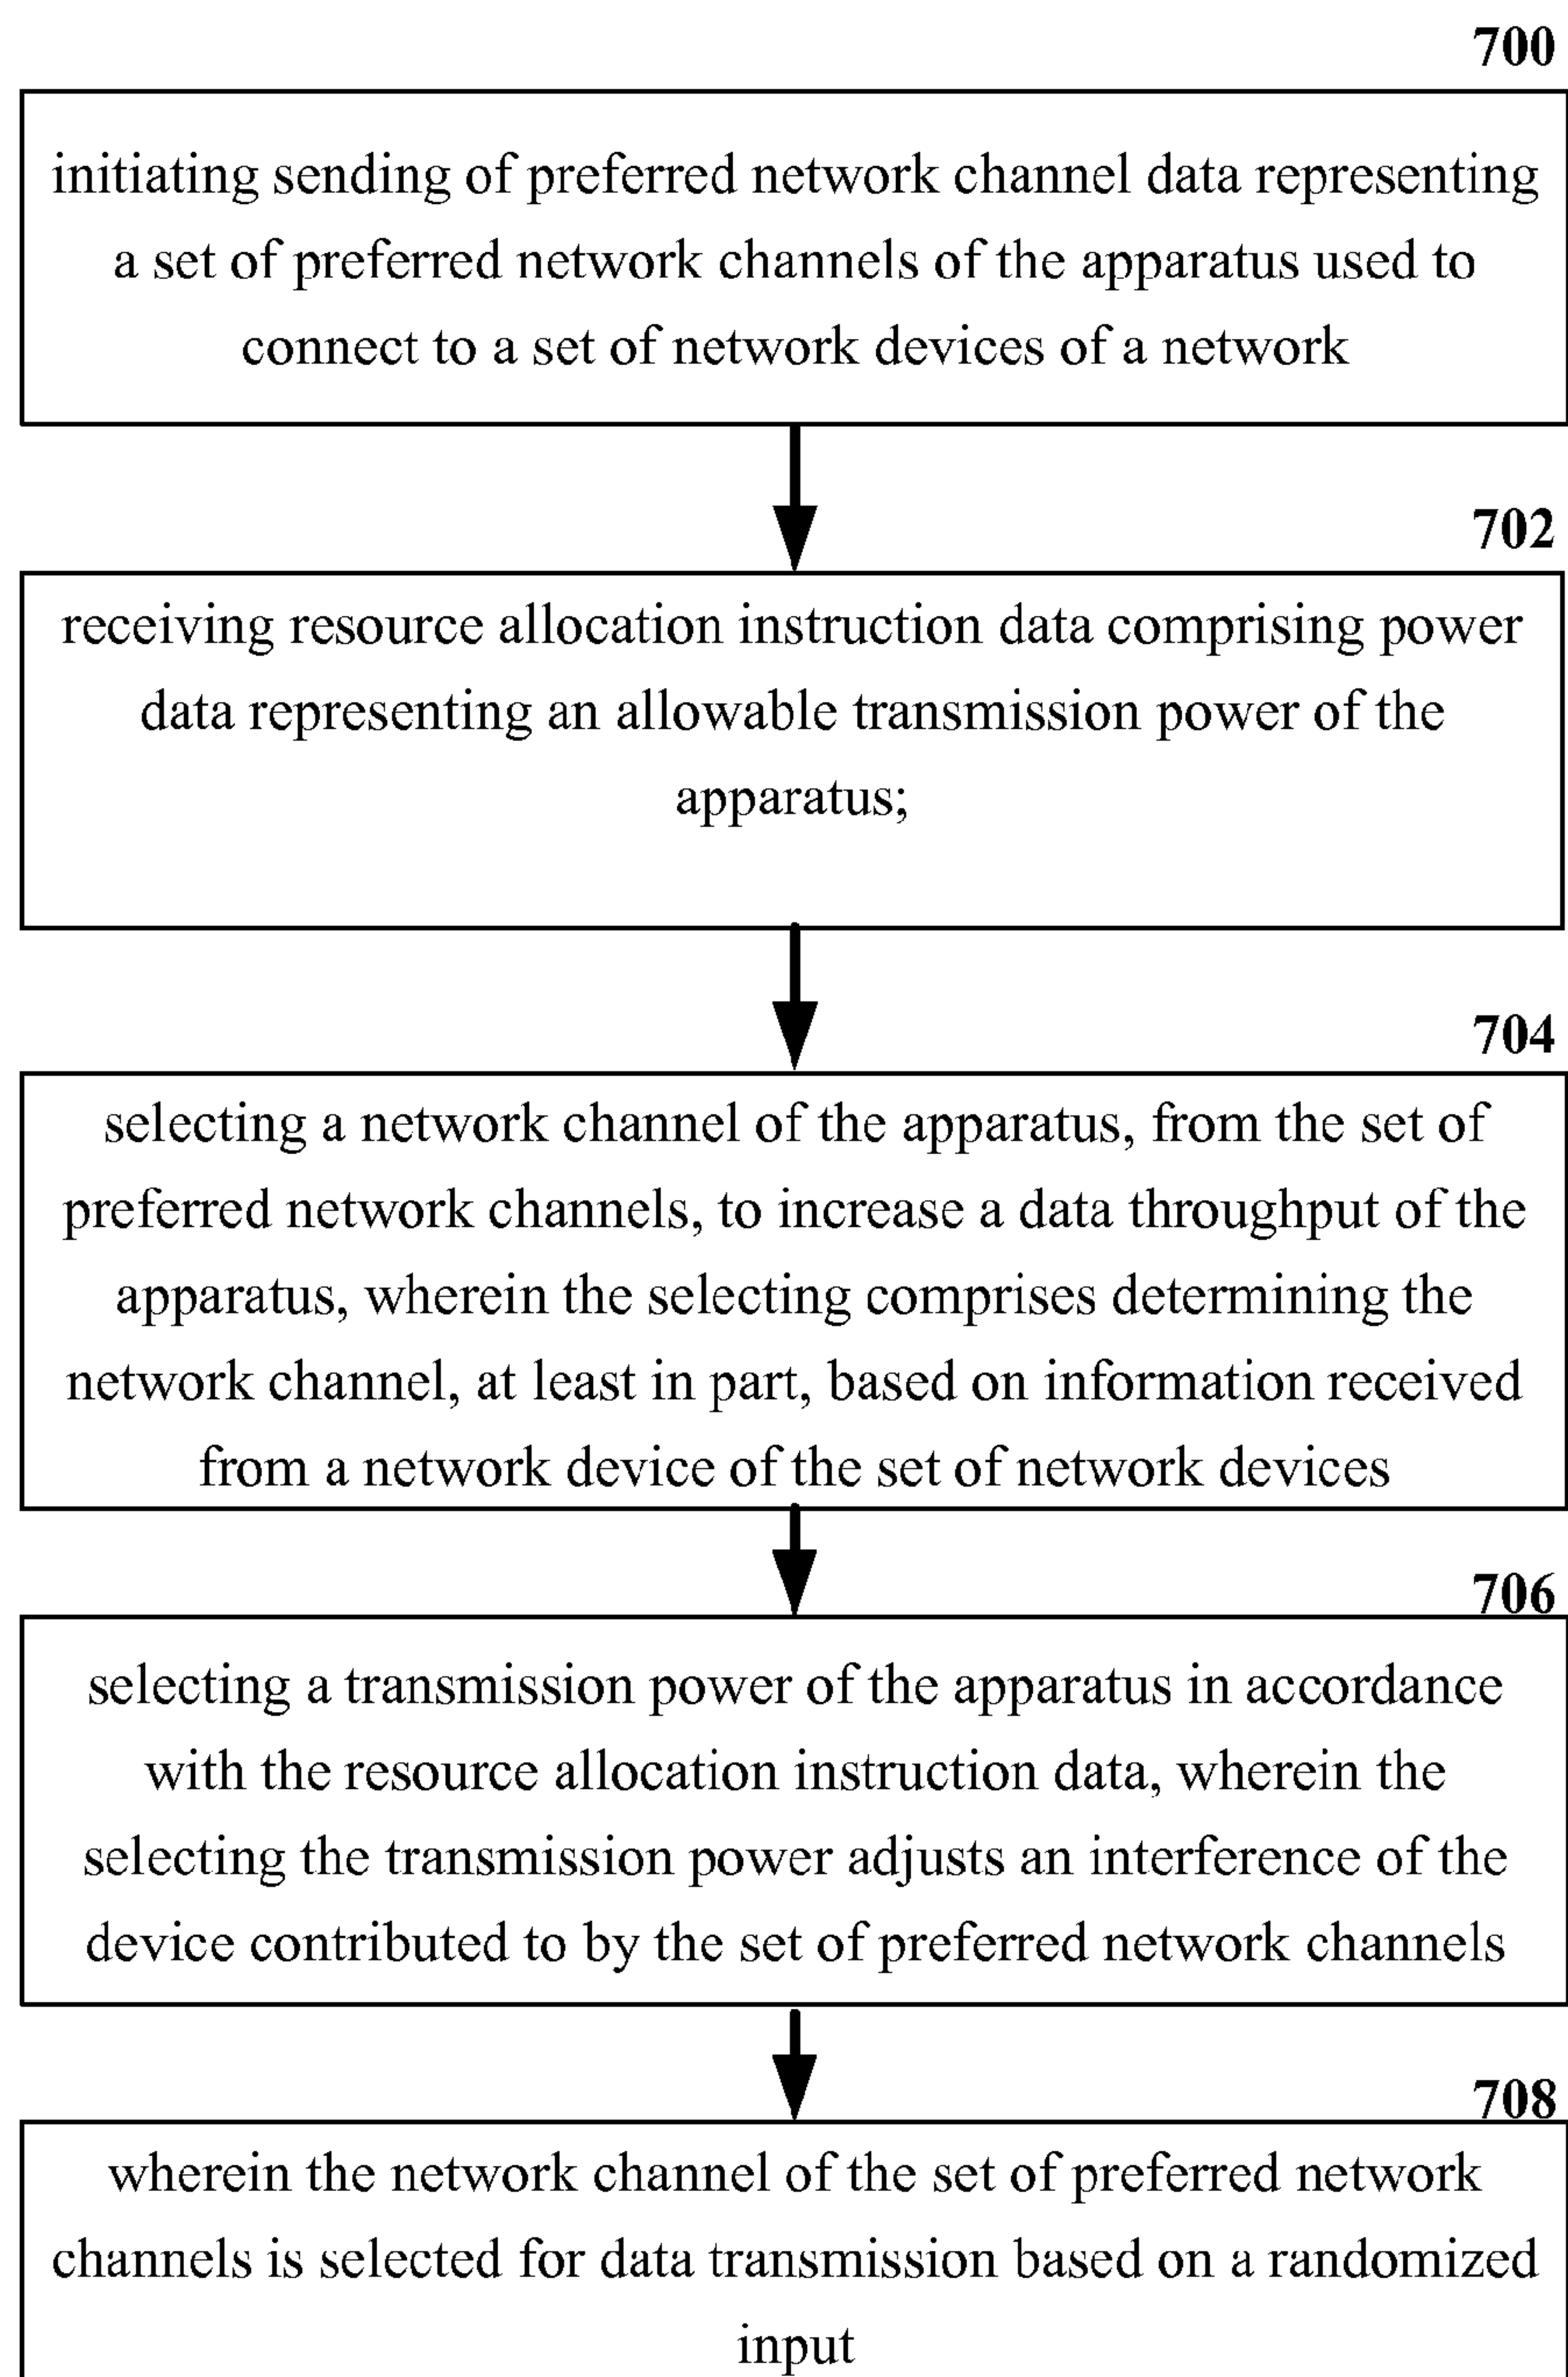 700
initiating sending of preferred network channel data representing
a set of preferred network channels of the apparatus used to
connect to a set of network devices of a network
702
receiving resource allocation instruction data comprising power
data representing an allowable transmission power of the
apparatus;
704
selecting a network channel of the apparatus, from the set of
preferred network channels, to increase a data throughput of the
apparatus, wherein the selecting comprises determining the
network channel, at least in part, based on information received
from a network device of the set of network devices
706
selecting a transmission power of the apparatus in accordance
with the resource allocation instruction data, wherein the
selecting the transmission power adjusts an interference of the
device contributed to by the set of preferred network channels
708
wherein the network channel of the set of preferred network
channels is selected for data transmission based on a randomized
input